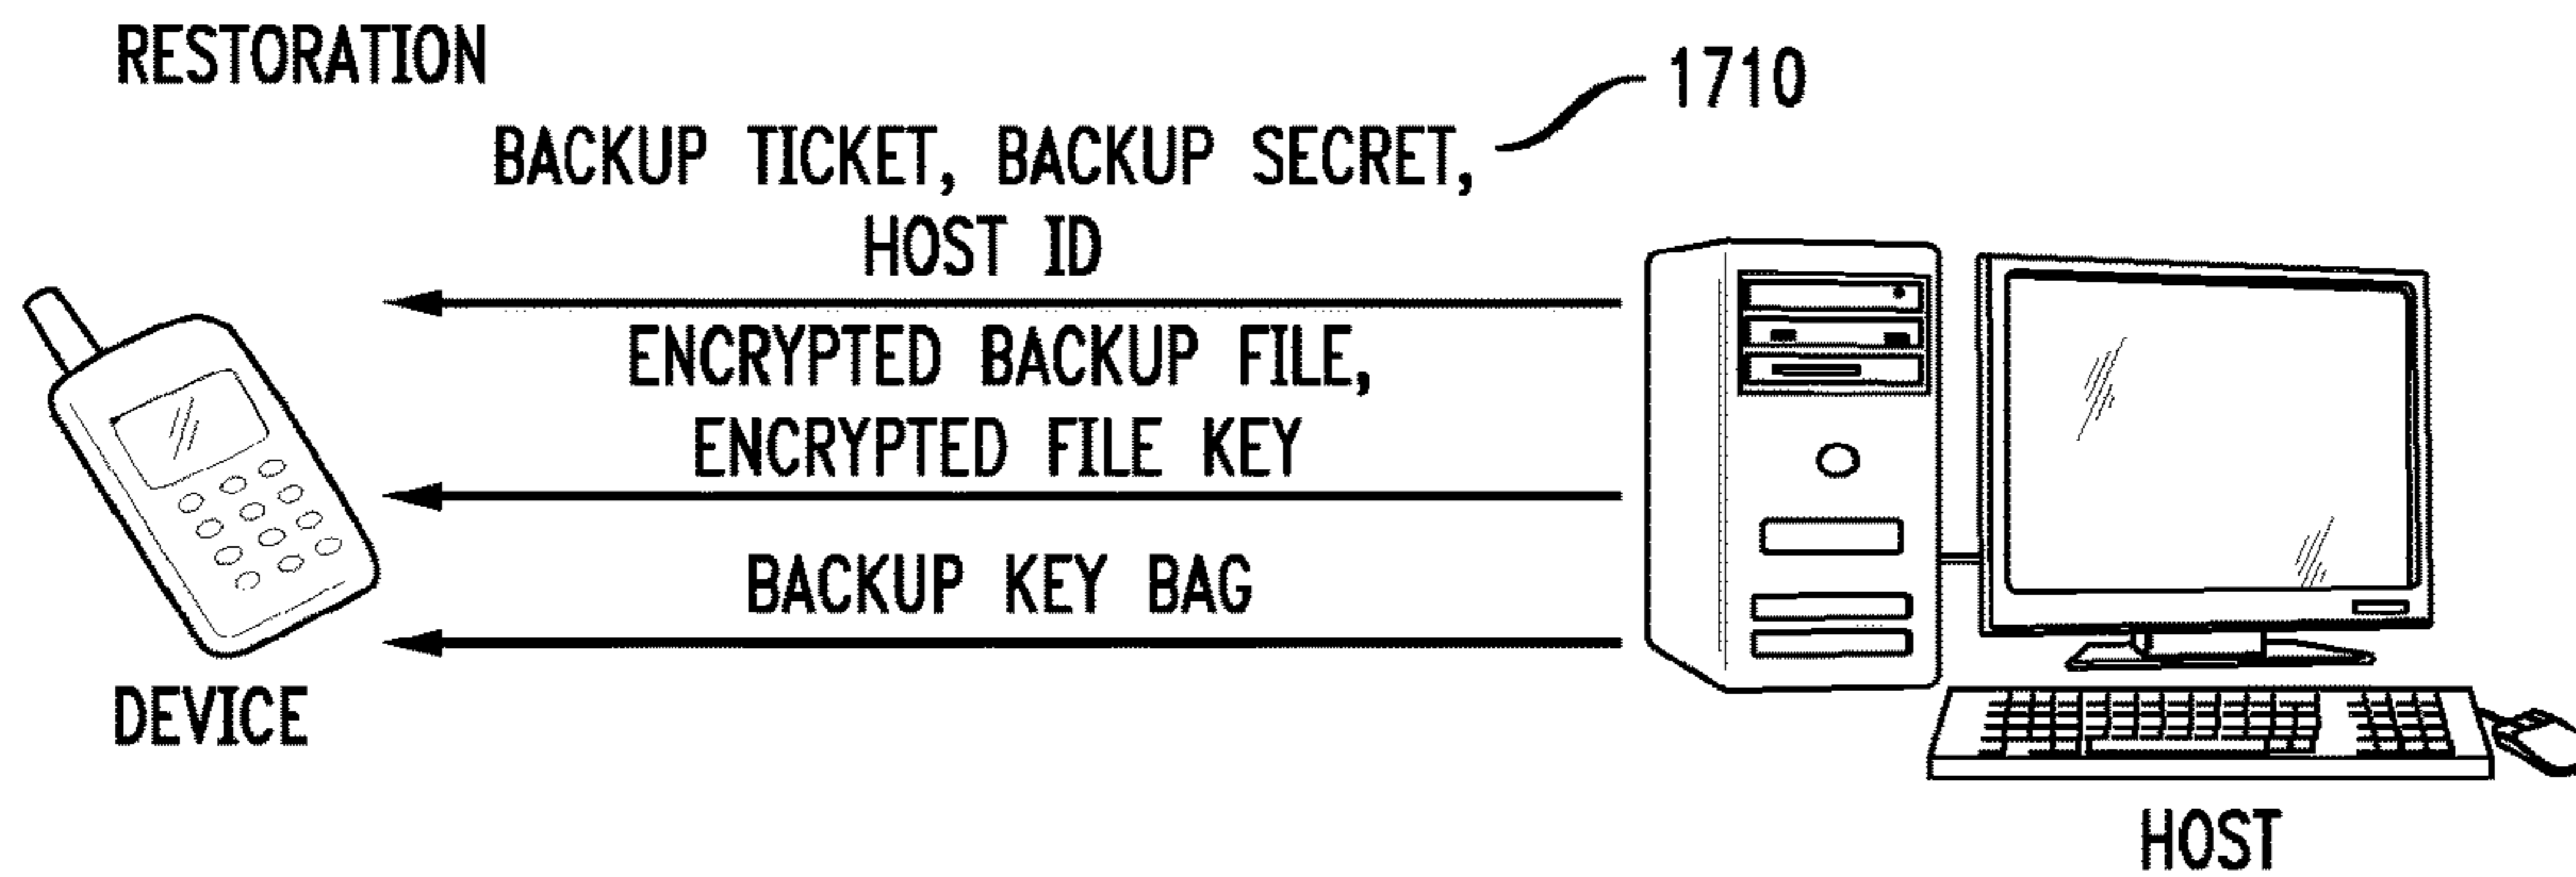 RESTORATION
1710
BACKUP TICKET, BACKUP SECRET,
HOST ID
ENCRYPTED BACKUP FILE,
ENCRYPTED FILE KEY
BACKUP KEY BAG
DEVICE
HOST